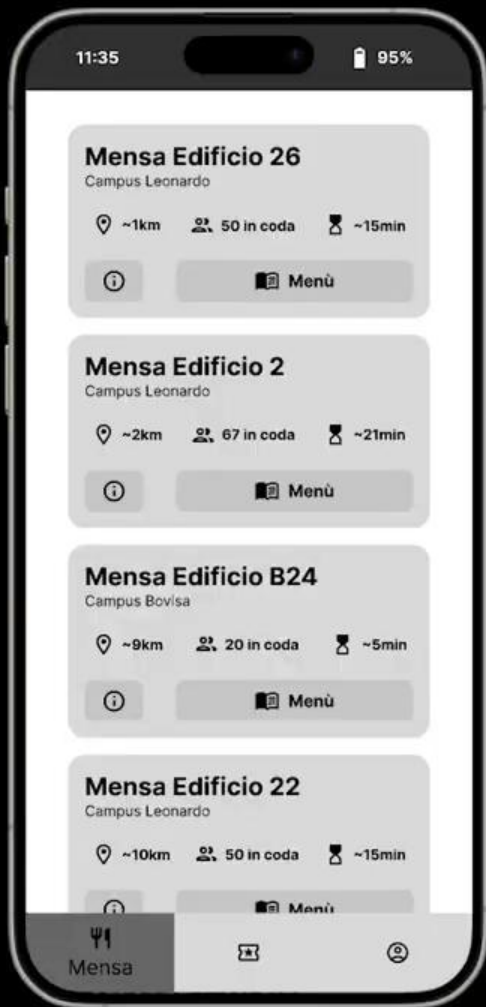 11:35 95%
Mensa Edificio 26
Campus Leonardo
~1km 50 in coda ~15min
Menù
Mensa Edificio 2
Campus Leonardo
~2km 67 in coda ~21min
Menù
Mensa Edificio B24
Campus Bovisa
~9km 20 in coda ~5min
Menù
Mensa Edificio 22
Campus Leonardo
~10km 50 in coda ~15min
Menù
Mensa